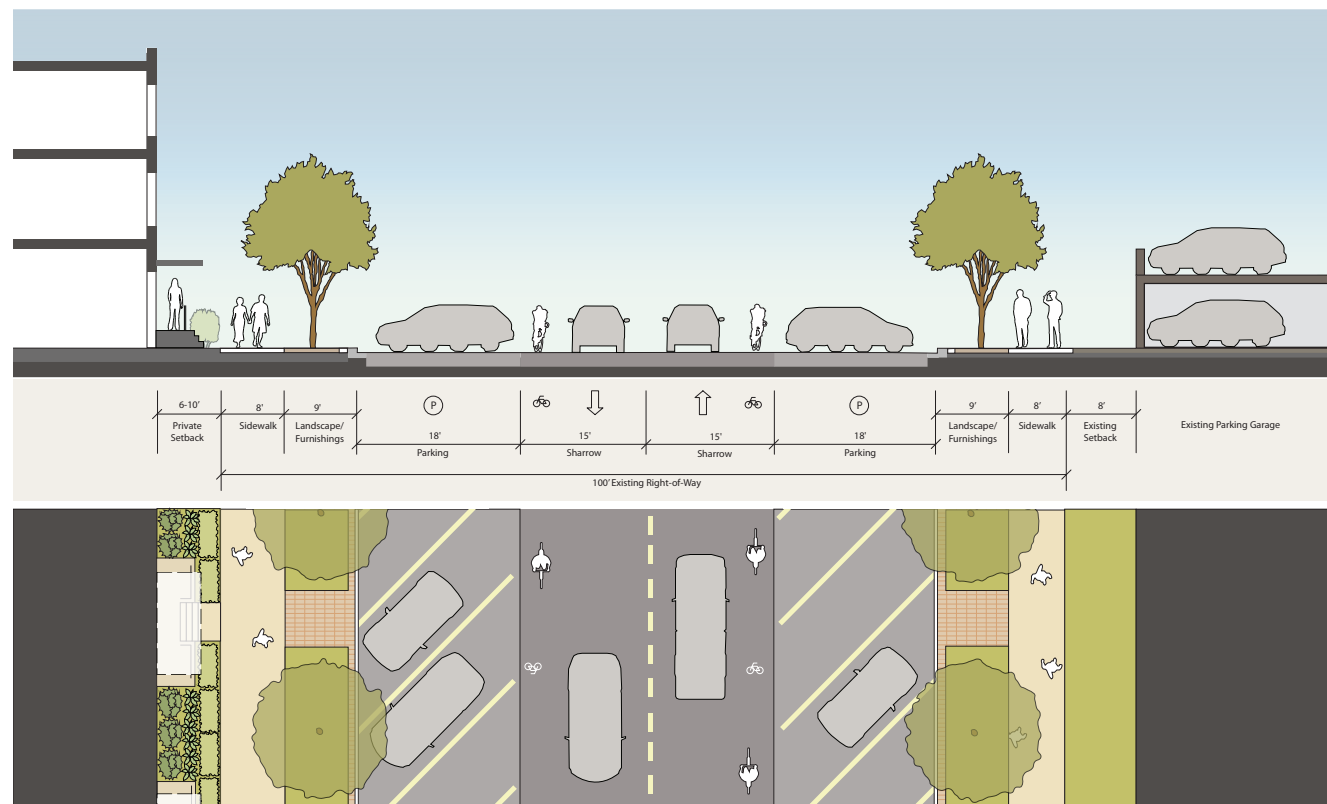 6-10’ 8’ 9’ P P 9’ 8’ 8’
Private
Setback
Sidewalk
Landscape/
Furnishings
18’
Parking
15’
Sharrow
15’
Sharrow
18’
Parking
Landscape/
Furnishings
Sidewalk
Existing
Setback
Existing Parking Garage
100’ Existing Right-of-Way